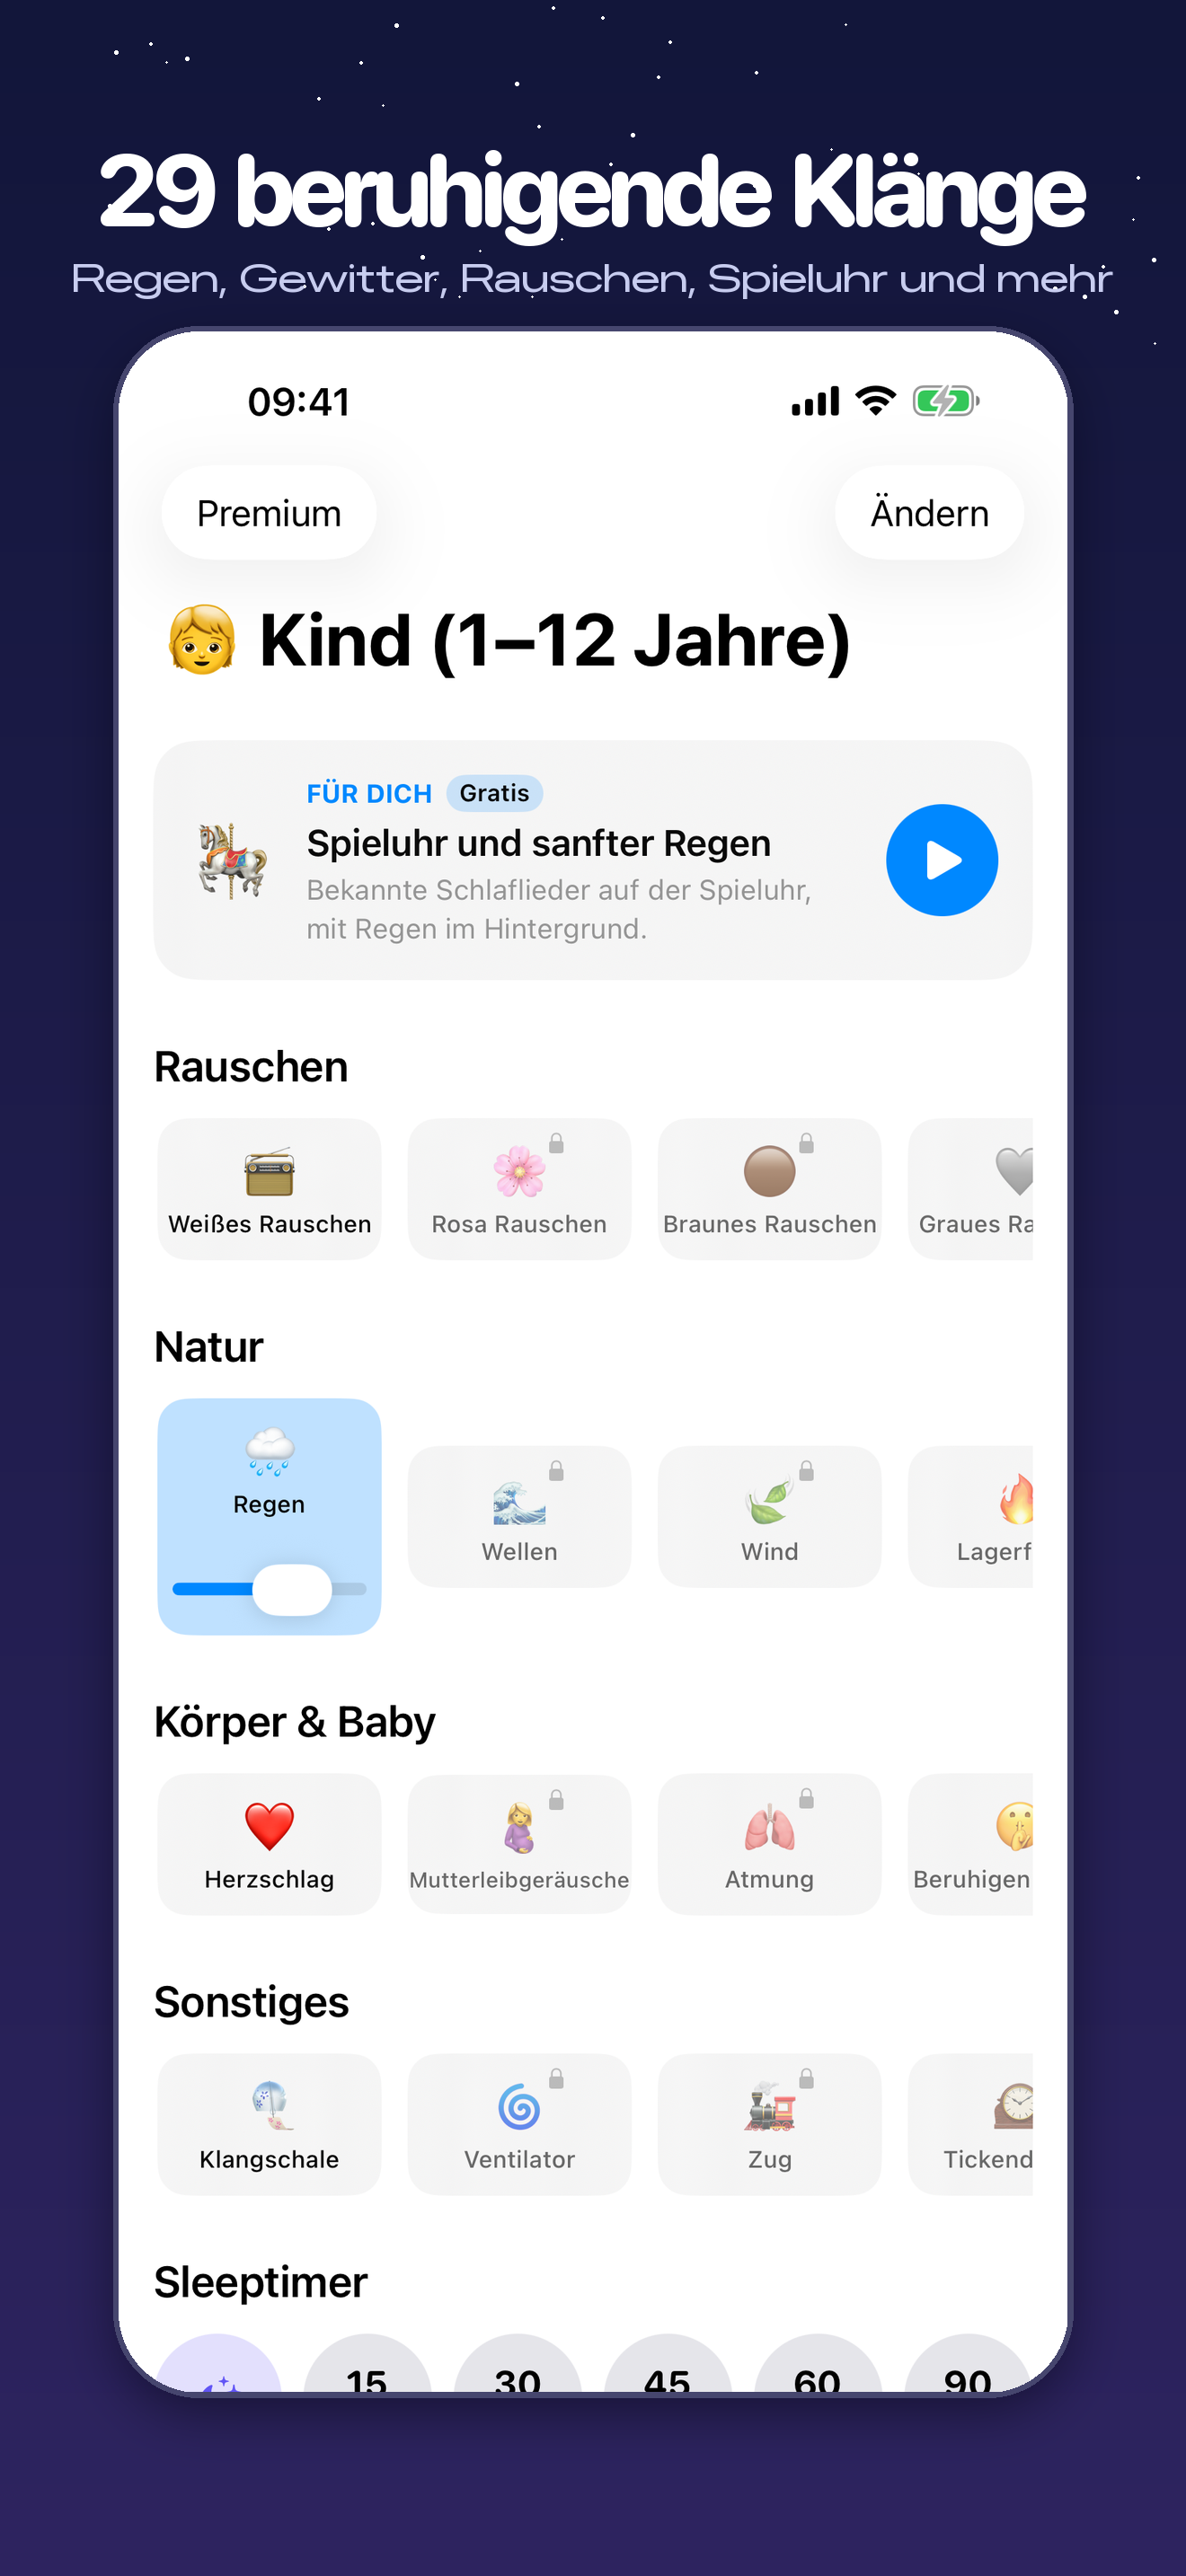 29 beruhigende Klänge
Regen, Gewitter, Rauschen, Spieluhr und mehr
09:41
Premium
Ändern
Kind (1–12 Jahre)
FÜR DICH Gratis
Spieluhr und sanfter Regen
Bekannte Schlaflieder auf der Spieluhr,
mit Regen im Hintergrund.
Rauschen
Weißes Rauschen Rosa Rauschen Braunes Rauschen Graues Ra
Natur
Regen
Wellen Wind Lagerf
Körper & Baby
Herzschlag Mutterleibgeräusche Atmung Beruhigen
Sonstiges
Klangschale Ventilator Zug Tickend
Sleeptimer
15 30 45 60 90